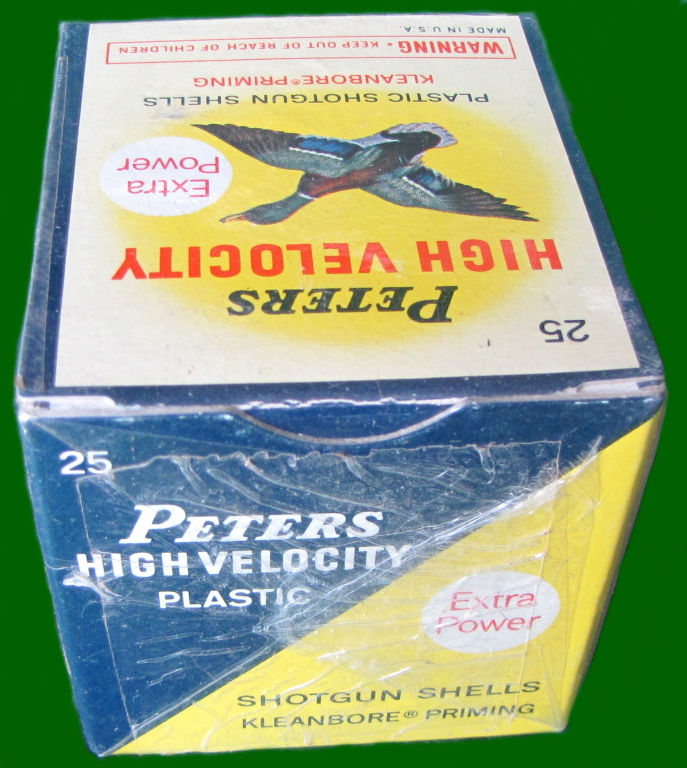 MADE IN U.S.A.
WARNING • KEEP OUT OF REACH OF CHILDREN
KLEANBORE® PRIMING
PLASTIC SHOTGUN SHELLS
Extra
Power
HIGH VELOCITY
PETERS
25
25
PETERS
HIGH VELOCITY
PLASTIC
Extra
Power
SHOTGUN SHELLS
KLEANBORE® PRIMING